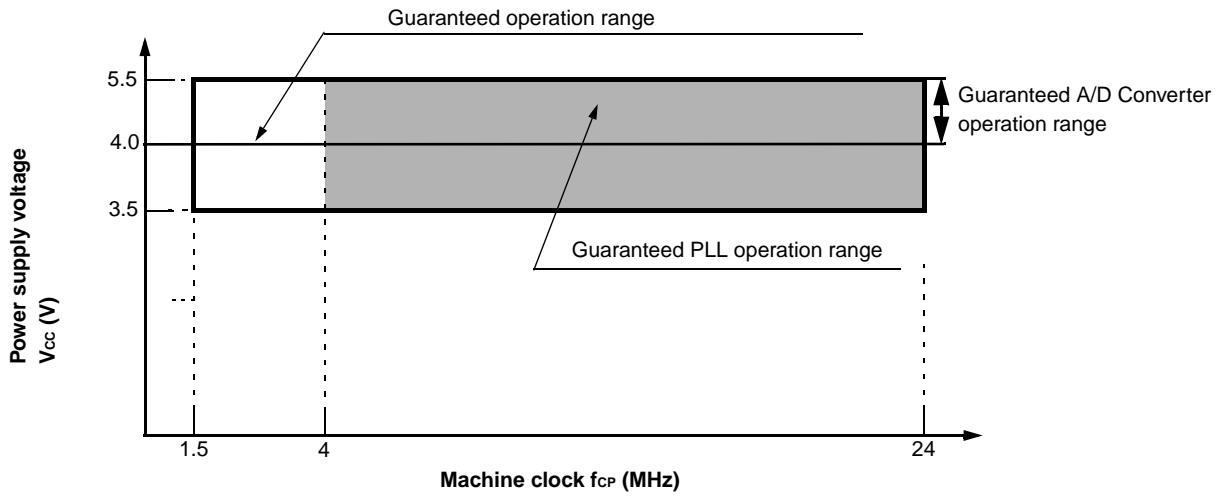 Guaranteed operation range
5.5
4.0
3.5
Guaranteed A/D Converter
operation range
Guaranteed PLL operation range
Power supply voltage
Vcc (V)
1.5
4
24
Machine clock fCP (MHz)